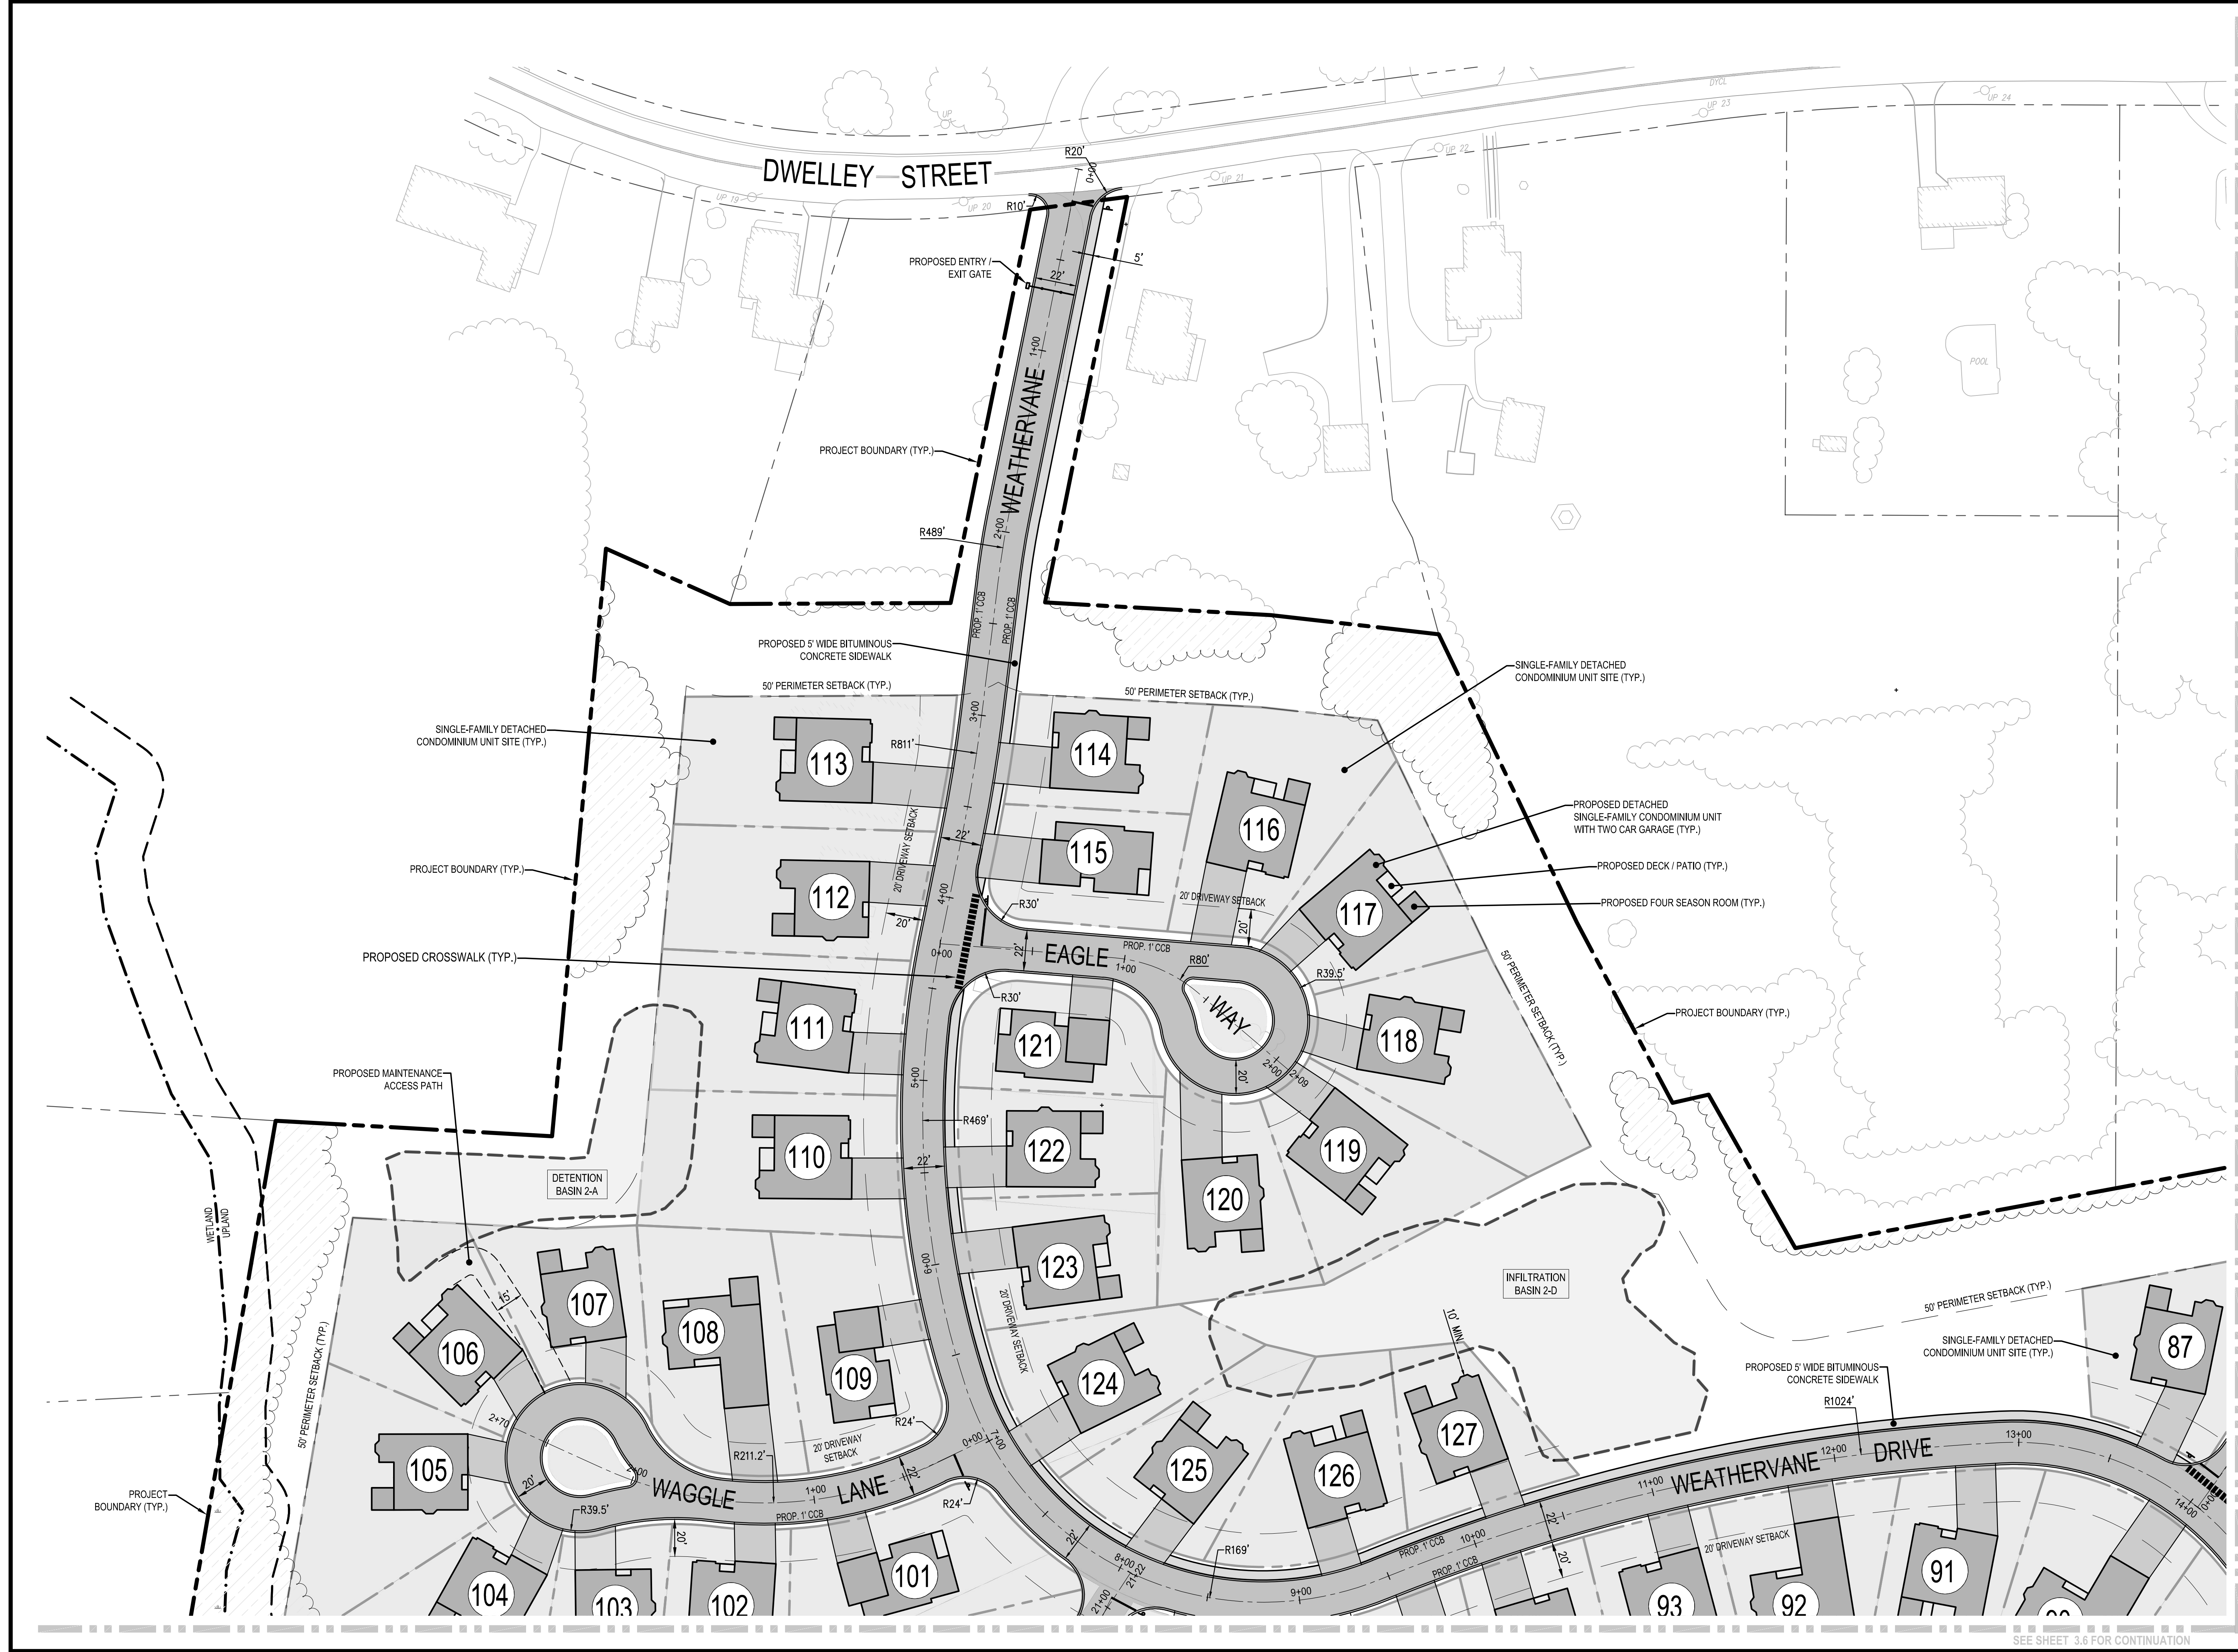 DYCL
UP 24
UP
UP 23
UP 22
DWELLEY STREET
R20'
0+00
UP 21
UP 19
UP 20
R10'
PROPOSED ENTRY /
EXIT GATE
5'
22'
1+00
POOL
WEATHERVANE
PROJECT BOUNDARY (TYP.)
R489'
2+00
PROP. 1' CCB
PROP. 1' CCB
PROPOSED 5' WIDE BITUMINOUS
CONCRETE SIDEWALK
SINGLE-FAMILY DETACHED
CONDOMINIUM UNIT SITE (TYP.)
50' PERIMETER SETBACK (TYP.)
50' PERIMETER SETBACK (TYP.)
3+00
SINGLE-FAMILY DETACHED
CONDOMINIUM UNIT SITE (TYP.)
R811'
113
114
116
115
22'
20' DRIVEWAY SETBACK
PROPOSED DETACHED
SINGLE-FAMILY CONDOMINIUM UNIT
WITH TWO CAR GARAGE (TYP.)
PROJECT BOUNDARY (TYP.)
PROPOSED DECK / PATIO (TYP.)
112
4+00
R30'
20' DRIVEWAY SETBACK
117
PROPOSED FOUR SEASON ROOM (TYP.)
20'
20'
PROPOSED CROSSWALK (TYP.)
0+00
22'
EAGLE
PROP. 1' CCB
1+00
R80'
R39.5'
50' PERIMETER SETBACK (TYP.)
R30'
WAY
PROJECT BOUNDARY (TYP.)
111
121
118
PROPOSED MAINTENANCE
ACCESS PATH
5+00
20'
2+00
2+09
R469'
110
122
119
22'
DETENTION
BASIN 2-A
120
WETLAND
UPLAND
6+00
123
INFILTRATION
BASIN 2-D
15'
107
108
20' DRIVEWAY SETBACK
10' MIN.
50' PERIMETER SETBACK (TYP.)
106
109
124
50' PERIMETER SETBACK (TYP.)
SINGLE-FAMILY DETACHED
CONDOMINIUM UNIT SITE (TYP.)
87
PROPOSED 5' WIDE BITUMINOUS
CONCRETE SIDEWALK
R1024'
2+70
R24'
0+00
7+00
127
20' DRIVEWAY
SETBACK
R211.2'
105
2+00
20'
WAGGLE
LANE
22'
1+00
125
126
11+00
WEATHERVANE
12+00
DRIVE
13+00
PROJECT
BOUNDARY (TYP.)
R39.5'
PROP. 1' CCB
R24'
14+00
0+00
20'
22'
R169'
22'
10+00
PROP. 1' CCB
PROP. 1' CCB
20'
20' DRIVEWAY SETBACK
8+00
21+22
21+00
9+00
101
104
103
102
93
92
91
SEE SHEET 3.6 FOR CONTINUATION